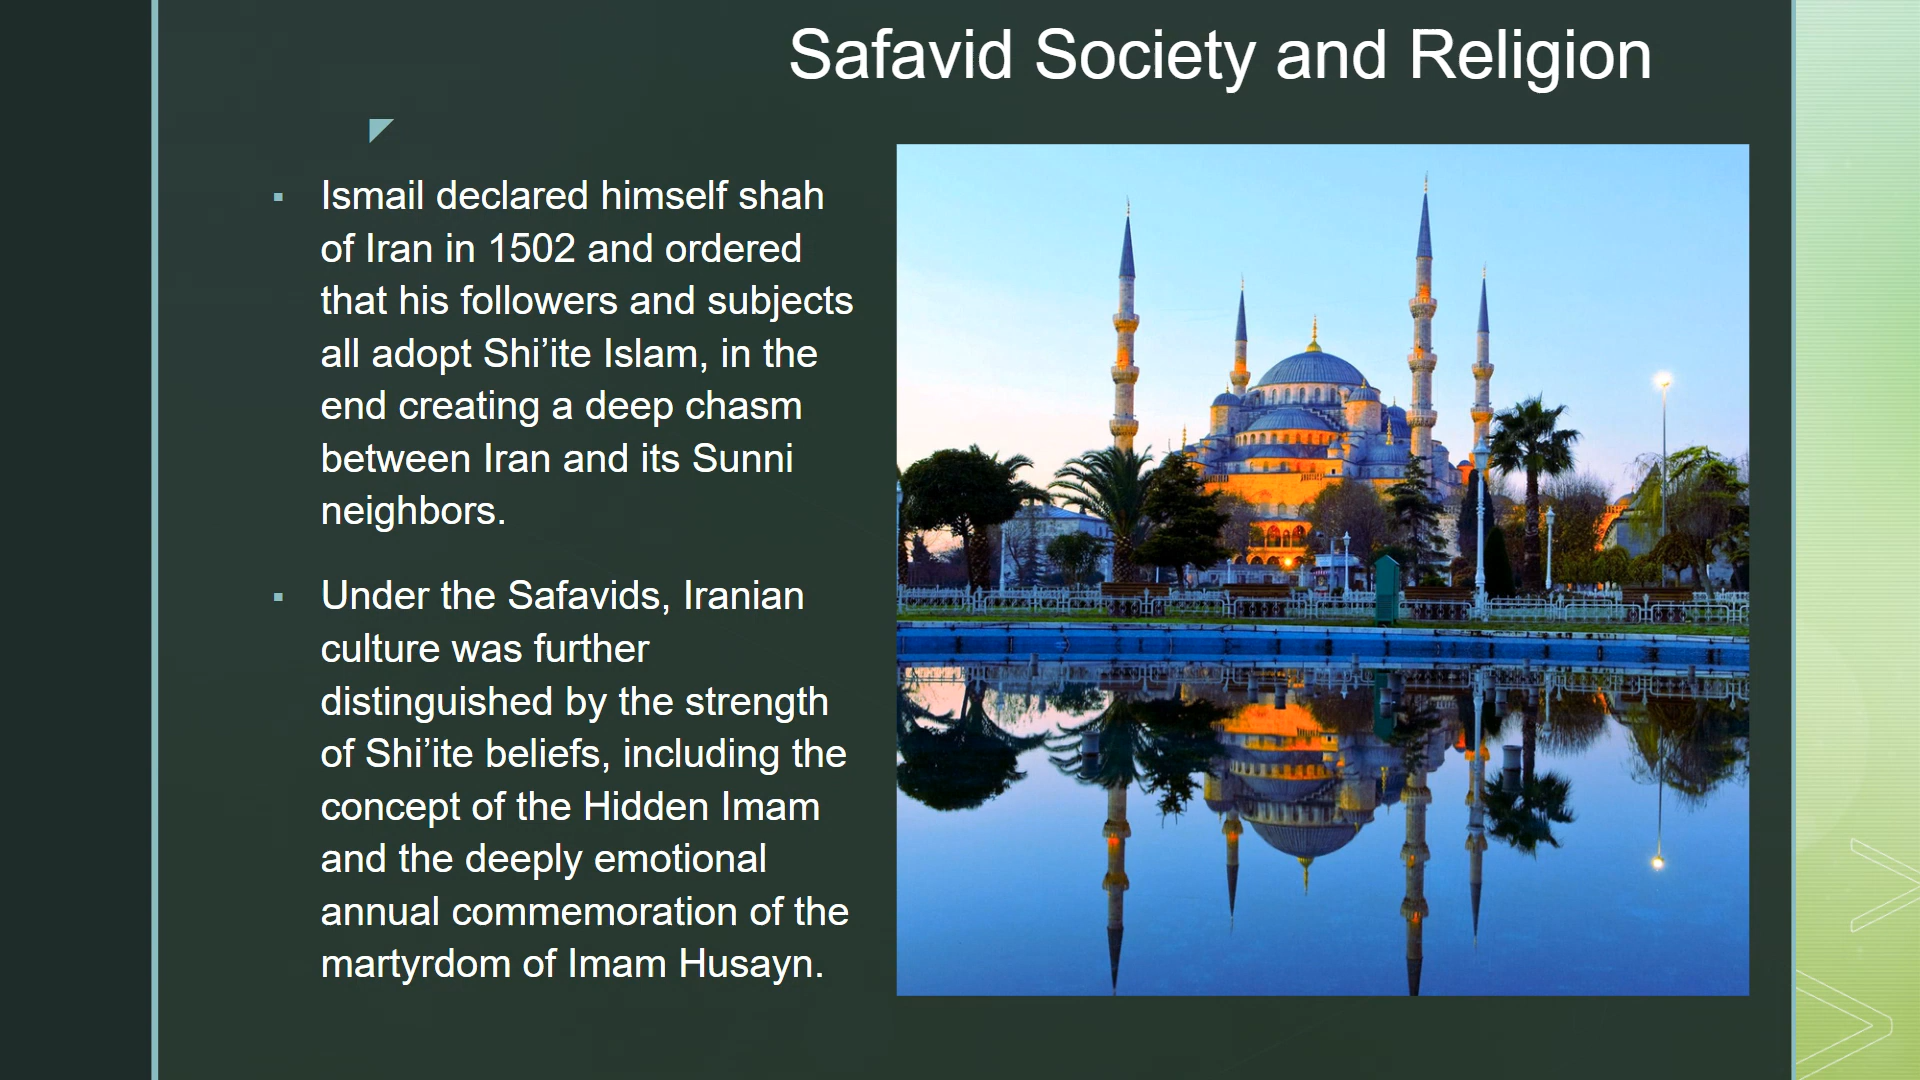 Safavid Society and Religion
Ismail declared himself shah
of Iran in 1502 and ordered
that his followers and subjects
all adopt Shi’ite Islam, in the
end creating a deep chasm
between Iran and its Sunni
neighbors.
Under the Safavids, Iranian
culture was further
distinguished by the strength
of Shi’ite beliefs, including the
concept of the Hidden Imam
and the deeply emotional
annual commemoration of the
martyrdom of Imam Husayn.